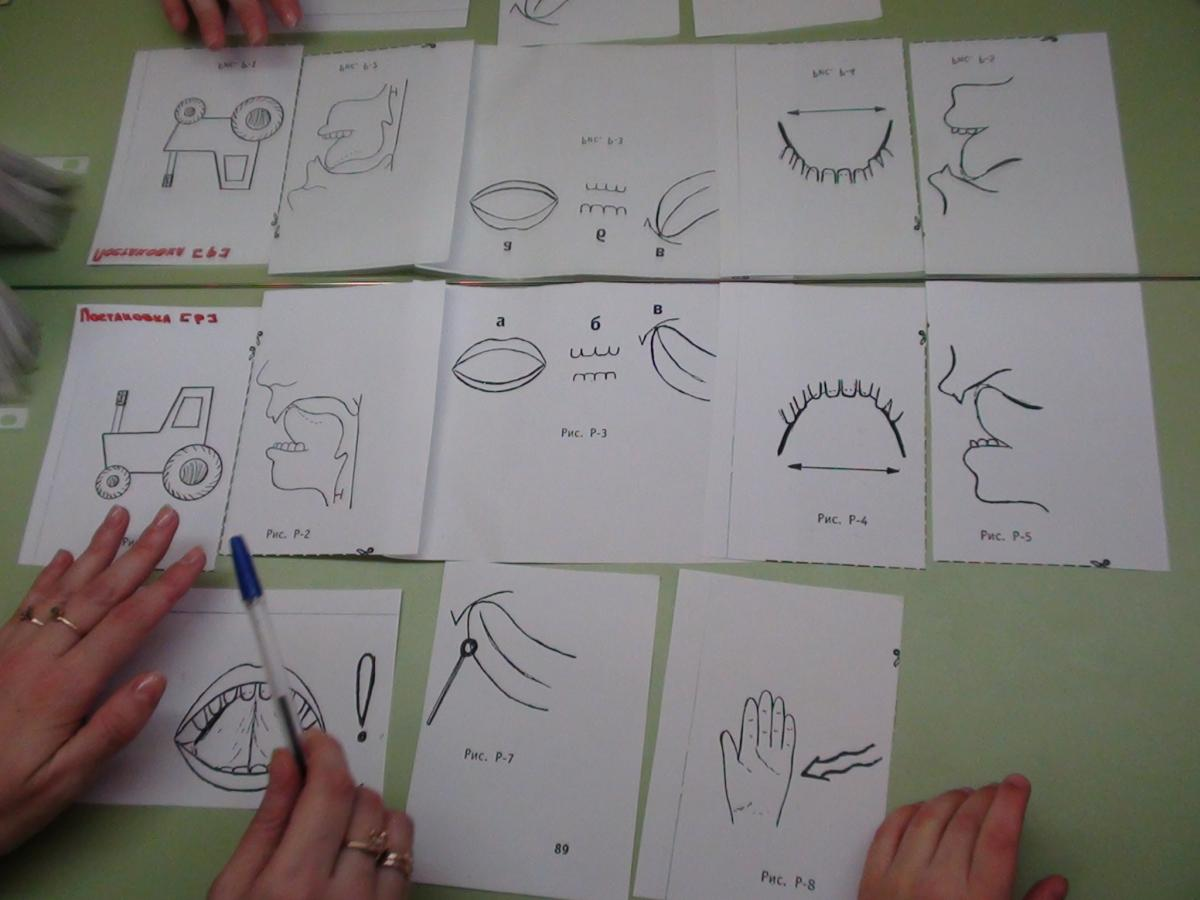 ПОСТАНОВКА [Р]
Рис. Р-2
а б в
Рис. Р-3
Рис. Р-4
Рис. Р-5
!
Рис. Р-7
89
Рис. Р-8